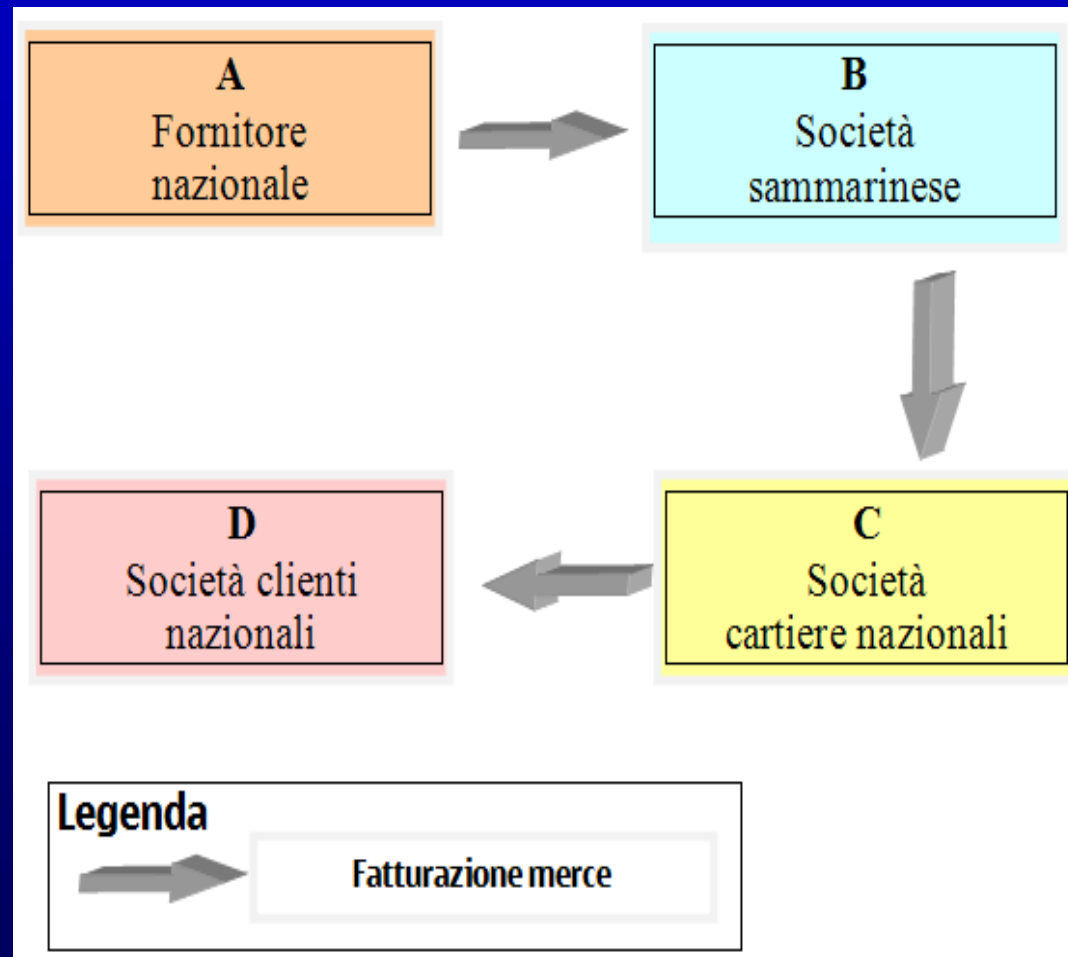 A
Fornitore
nazionale
B
Società
sammarinese
D
Società clienti
nazionali
C
Società
cartiere nazionali
Legenda
Fatturazione merce